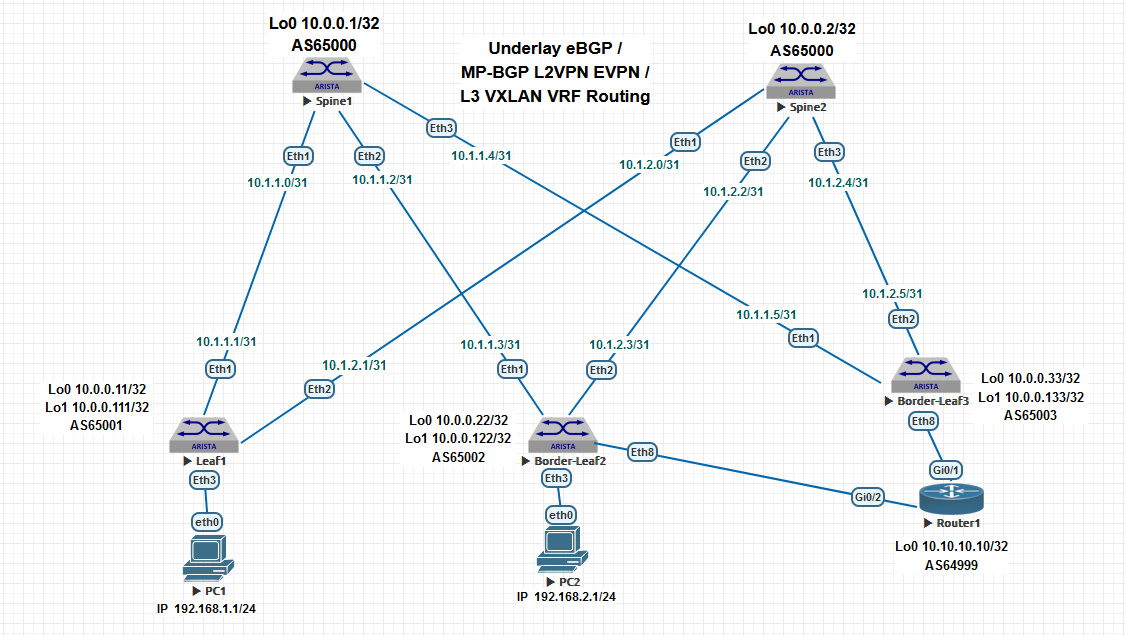 Lo0 10.0.0.1/32
AS65000
Lo0 10.0.0.2/32
AS65000
Underlay eBGP /
MP-BGP L2VPN EVPN /
L3 VXLAN VRF Routing
ARISTA
Spine1
ARISTA
Spine2
Eth3
Eth1
Eth1
Eth2
Eth2
Eth3
10.1.1.4/31
10.1.2.0/31
10.1.1.0/31
10.1.1.2/31
10.1.2.2/31
10.1.2.4/31
10.1.2.5/31
10.1.1.5/31
Eth2
Eth1
10.1.1.1/31
10.1.1.3/31
10.1.2.3/31
10.1.2.1/31
Eth1
Eth2
Eth1
Eth2
Lo0 10.0.0.11/32
Lo1 10.0.0.111/32
AS65001
ARISTA
Leaf1
Lo0 10.0.0.22/32
Lo1 10.0.0.122/32
AS65002
ARISTA
Border-Leaf2
ARISTA
Border-Leaf3
Lo0 10.0.0.33/32
Lo1 10.0.0.133/32
AS65003
Eth8
Eth8
Gi0/1
Gi0/2
Router1
Lo0 10.10.10.10/32
AS64999
Eth3
eth0
PC1
IP 192.168.1.1/24
Eth3
eth0
PC2
IP 192.168.2.1/24